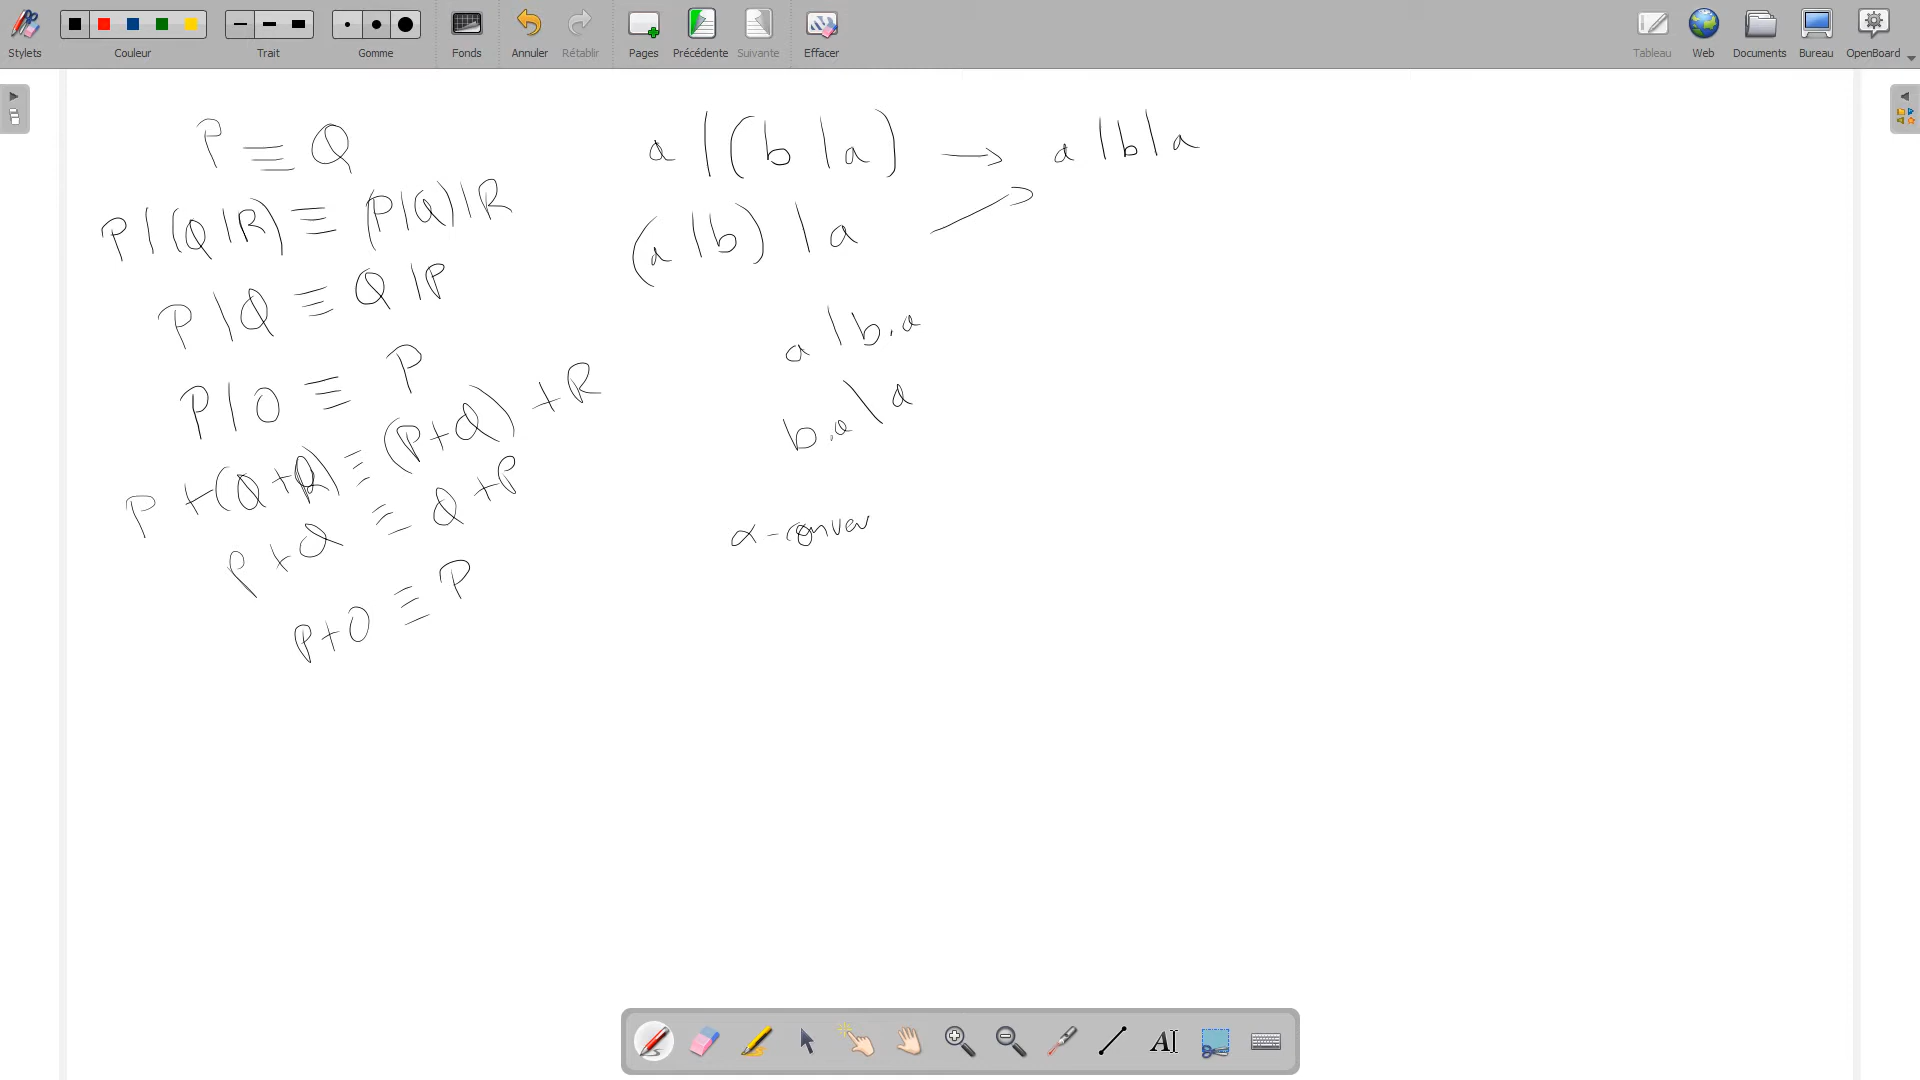 Stylets Couleur Trait Gomme Fonds Annuler Rétablir Pages Précédente Suivante Effacer Tableau Web Documents Bureau OpenBoard
P ≡ Q
P | (Q | R) ≡ (P | Q) | R
P | Q ≡ Q | P
P | 0 ≡ P
P + (Q + R) ≡ (P + Q) + R
P + Q ≡ Q + P
P + 0 ≡ P
a | (b | a) → a | b | a
(a | b) | a →
a | b.a
b.a | a
α-conver